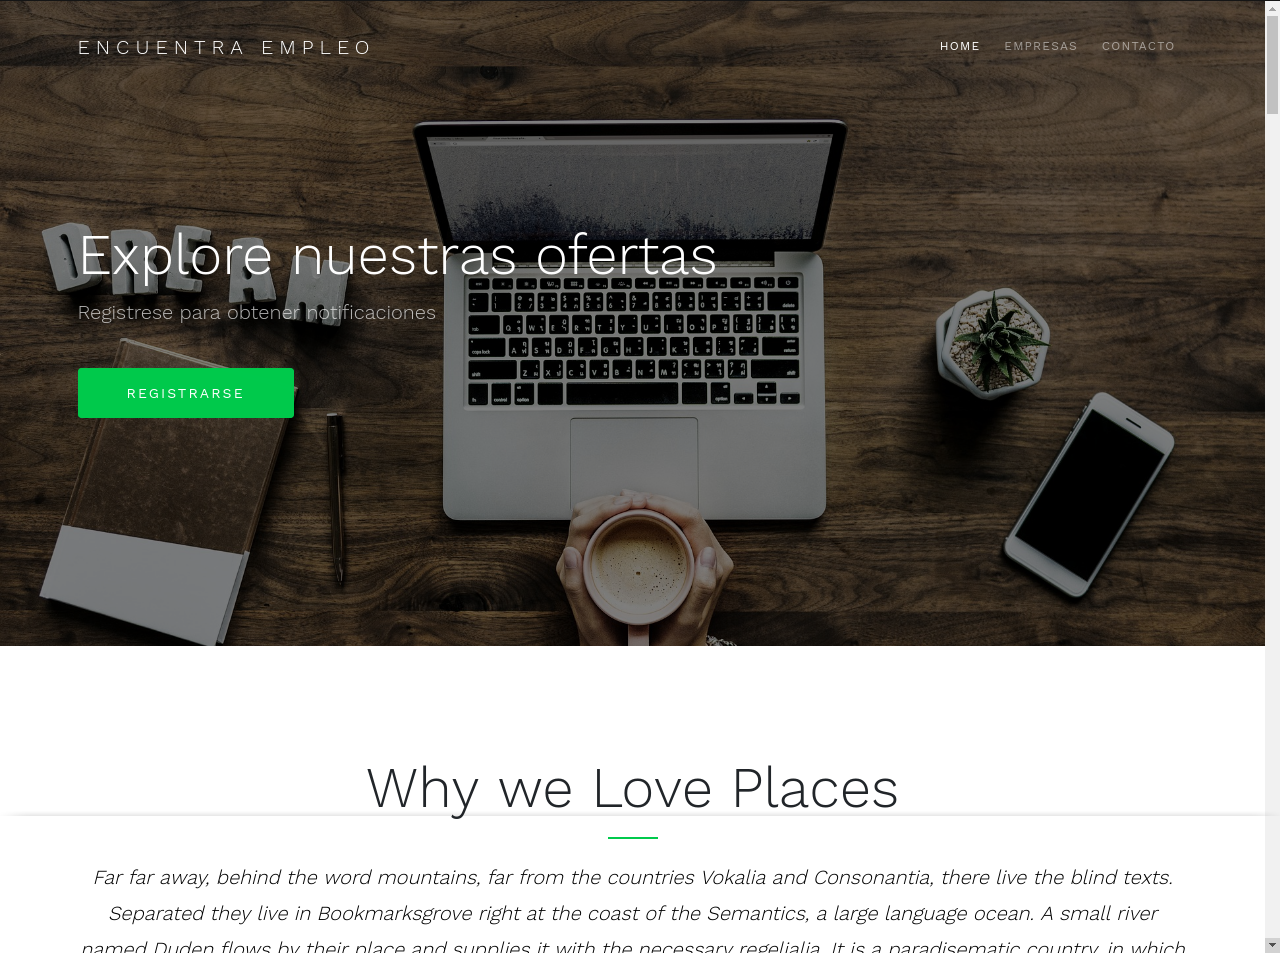 ENCUENTRA EMPLEO
HOME EMPRESAS CONTACTO
Explore nuestras ofertas
Registrese para obtener notificaciones
REGISTRARSE
Why we Love Places
Far far away, behind the word mountains, far from the countries Vokalia and Consonantia, there live the blind texts.
Separated they live in Bookmarksgrove right at the coast of the Semantics, a large language ocean. A small river
named Duden flows by their place and supplies it with the necessary regelialia. It is a paradisematic country, in which